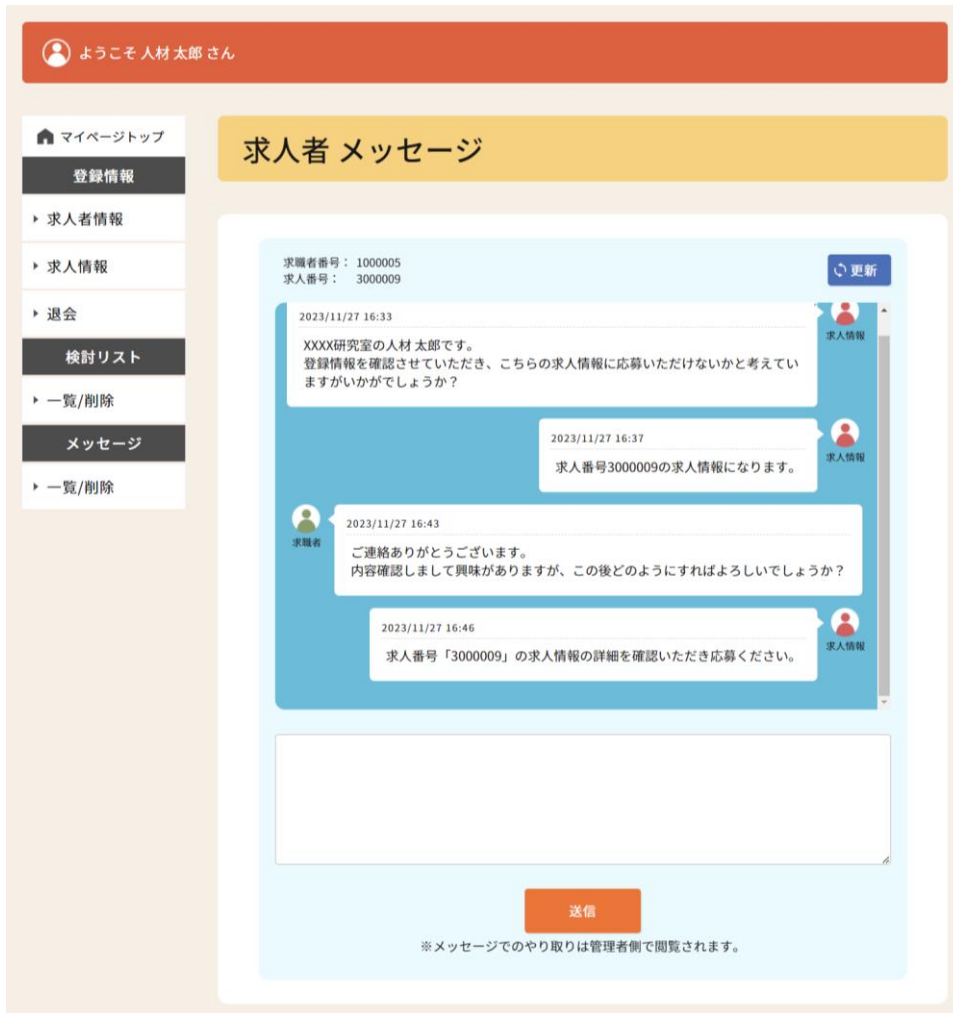 ようこそ 人材 太郎 さん
マイページトップ
登録情報
求人者情報
求人情報
退会
検討リスト
一覧/削除
メッセージ
一覧/削除
求人者 メッセージ
求職者番号： 1000005
求人番号： 3000009
更新
2023/11/27 16:33
求人情報
XXXX研究室の人材 太郎です。
登録情報を確認させていただき、こちらの求人情報に応募いただけないかと考えてい
ますがいかがでしょうか？
2023/11/27 16:37
求人情報
求人番号3000009の求人情報になります。
2023/11/27 16:43
求職者
ご連絡ありがとうございます。
内容確認しまして興味がありますが、この後どのようにすればよろしいでしょうか？
2023/11/27 16:46
求人情報
求人番号「3000009」の求人情報の詳細を確認いただき応募ください。
送信
※メッセージでのやり取りは管理者側で閲覧されます。